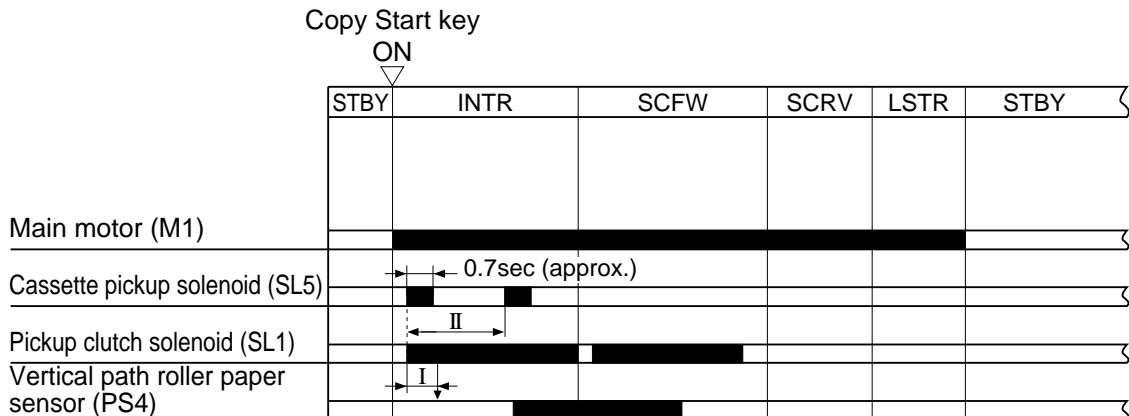 Copy Start key
ON
STBY INTR SCFW SCRV LSTR STBY
Main motor (M1)
0.7sec (approx.)
Cassette pickup solenoid (SL5)
II
Pickup clutch solenoid (SL1)
I
Vertical path roller paper
sensor (PS4)